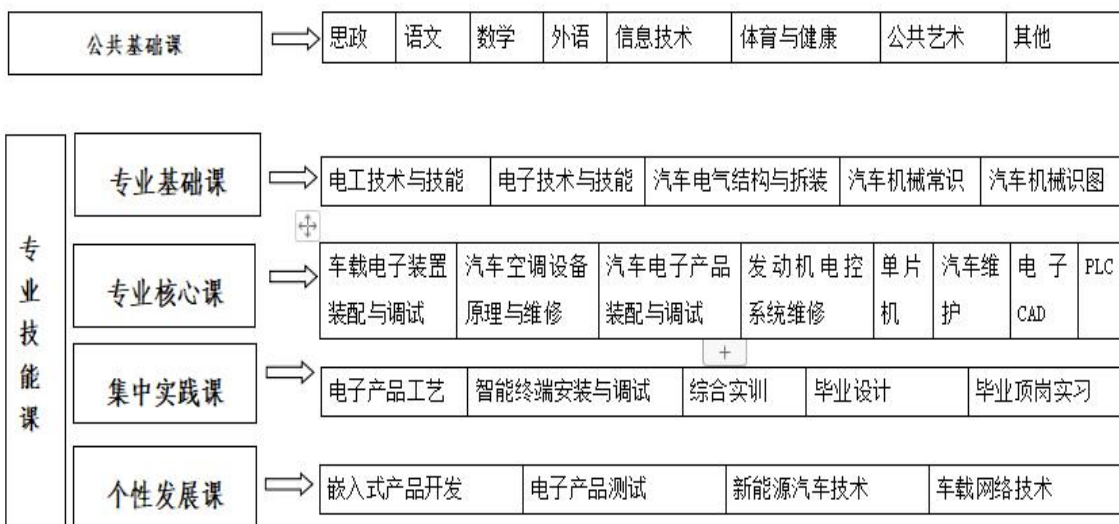 公共基础课
思政 语文 数学 外语 信息技术 体育与健康 公共艺术 其他
专业技能课
专业基础课
电工技术与技能 电子技术与技能 汽车电气结构与拆装 汽车机械常识 汽车机械识图
专业核心课
车载电子装置 汽车空调设备 汽车电子产品 发动机电控 单片 汽车维 电子 PLC
装配与调试 原理与维修 装配与调试 系统维修 机 护 CAD
集中实践课
电子产品工艺 智能终端安装与调试 综合实训 毕业设计 毕业顶岗实习
个性发展课
嵌入式产品开发 电子产品测试 新能源汽车技术 车载网络技术